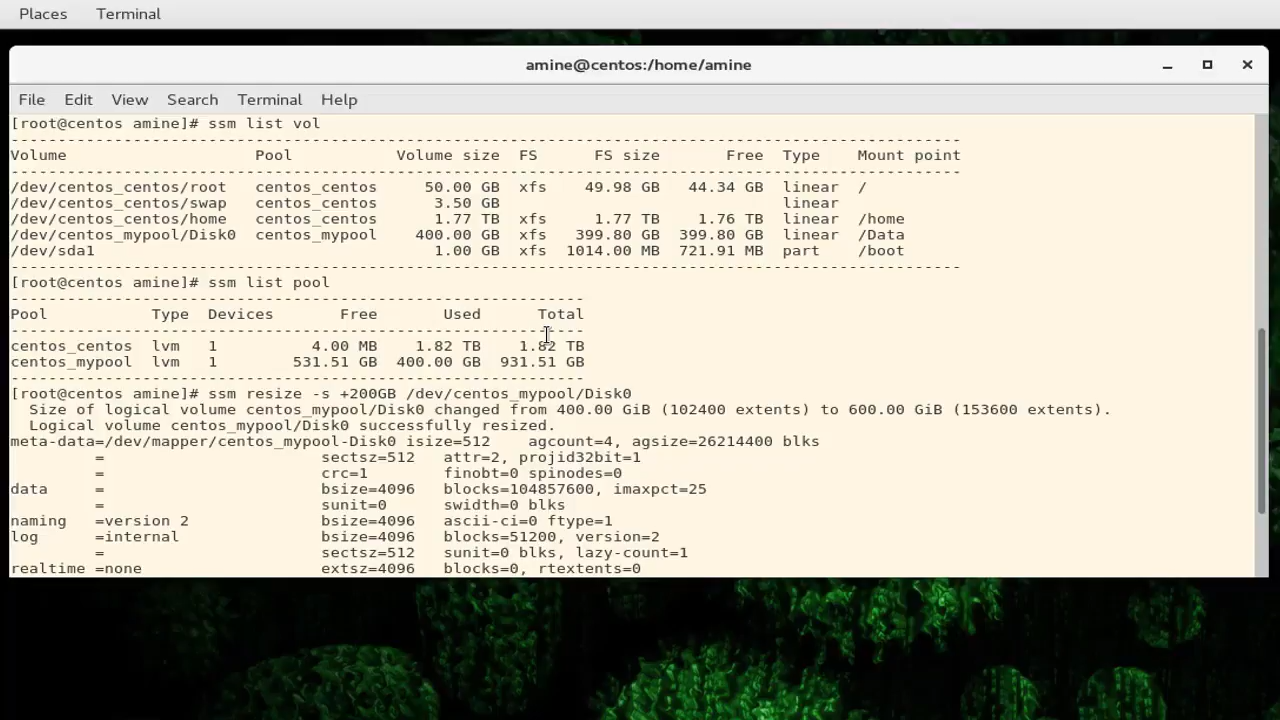 Places Terminal
amine@centos:/home/amine
File Edit View Search Terminal Help
[root@centos amine]# ssm list vol
-------------------------------------------------------------------------------------------------------
Volume                    Pool           Volume size  FS      FS size       Free  Type    Mount point
-------------------------------------------------------------------------------------------------------
/dev/centos_centos/root   centos_centos     50.00 GB  xfs    49.98 GB   44.34 GB  linear  /
/dev/centos_centos/swap   centos_centos      3.50 GB                              linear
/dev/centos_centos/home   centos_centos      1.77 TB  xfs     1.77 TB    1.76 TB  linear  /home
/dev/centos_mypool/Disk0  centos_mypool    400.00 GB  xfs   399.80 GB  399.80 GB  linear  /Data
/dev/sda1                                    1.00 GB  xfs  1014.00 MB  721.91 MB  part    /boot
-------------------------------------------------------------------------------------------------------
[root@centos amine]# ssm list pool
--------------------------------------------------------------
Pool           Type  Devices       Free       Used      Total
--------------------------------------------------------------
centos_centos  lvm   1          4.00 MB    1.82 TB    1.82 TB
centos_mypool  lvm   1        531.51 GB  400.00 GB  931.51 GB
--------------------------------------------------------------
[root@centos amine]# ssm resize -s +200GB /dev/centos_mypool/Disk0
  Size of logical volume centos_mypool/Disk0 changed from 400.00 GiB (102400 extents) to 600.00 GiB (153600 extents).
  Logical volume centos_mypool/Disk0 successfully resized.
meta-data=/dev/mapper/centos_mypool-Disk0 isize=512    agcount=4, agsize=26214400 blks
         =                       sectsz=512   attr=2, projid32bit=1
         =                       crc=1        finobt=0 spinodes=0
data     =                       bsize=4096   blocks=104857600, imaxpct=25
         =                       sunit=0      swidth=0 blks
naming   =version 2              bsize=4096   ascii-ci=0 ftype=1
log      =internal               bsize=4096   blocks=51200, version=2
         =                       sectsz=512   sunit=0 blks, lazy-count=1
realtime =none                   extsz=4096   blocks=0, rtextents=0